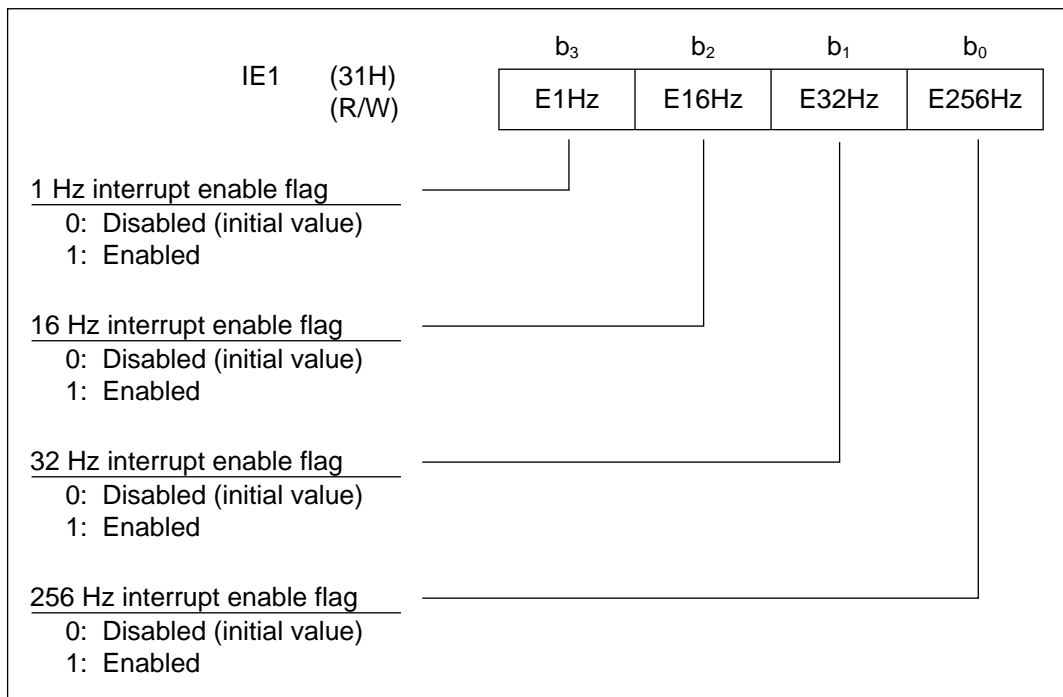 b₃ b₂ b₁ b₀
IE1 (31H)
(R/W)
E1Hz E16Hz E32Hz E256Hz
1 Hz interrupt enable flag
0: Disabled (initial value)
1: Enabled
16 Hz interrupt enable flag
0: Disabled (initial value)
1: Enabled
32 Hz interrupt enable flag
0: Disabled (initial value)
1: Enabled
256 Hz interrupt enable flag
0: Disabled (initial value)
1: Enabled